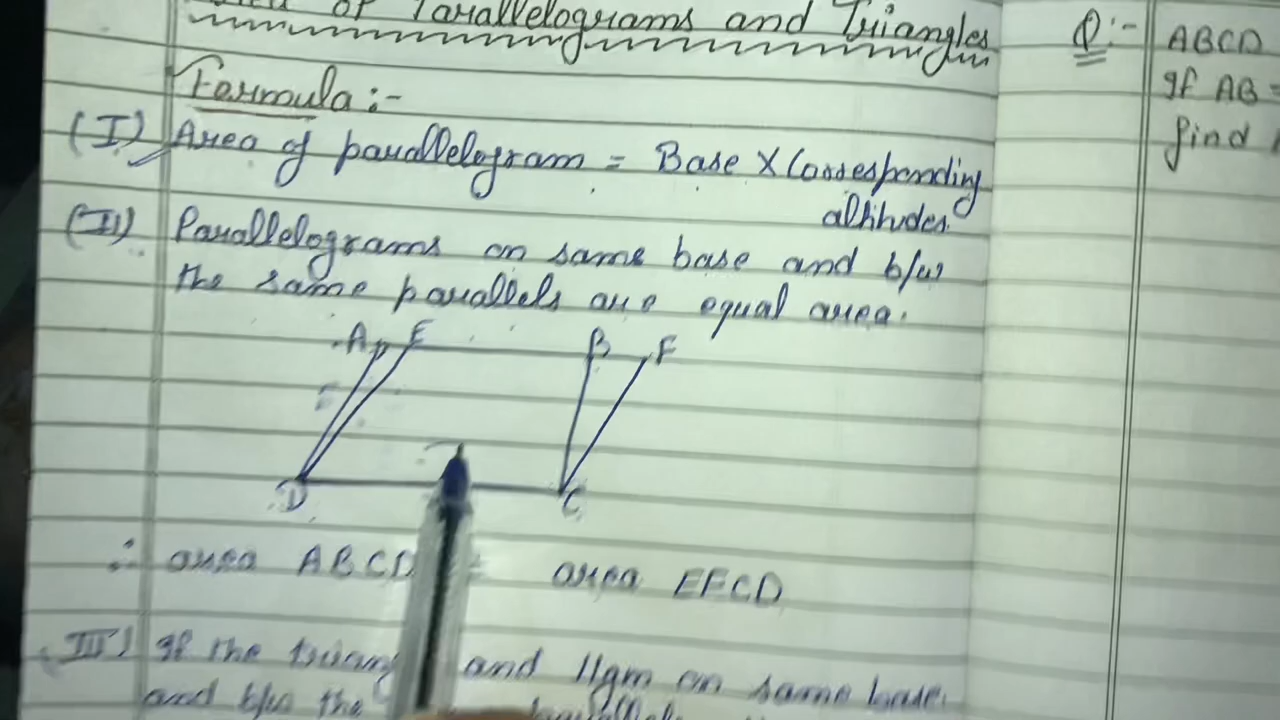 of Parallelograms and Triangles
Formula :-
(I) Area of parallelogram = Base X Corresponding
altitudes.
(II) Parallelograms on same base and b/w
the same parallels are equal area.
A E B F
D C
∴ area ABCD = area EFCD
(III) If the and llgm on same base
and b/w the
Q:-
ABCD
If AB =
find